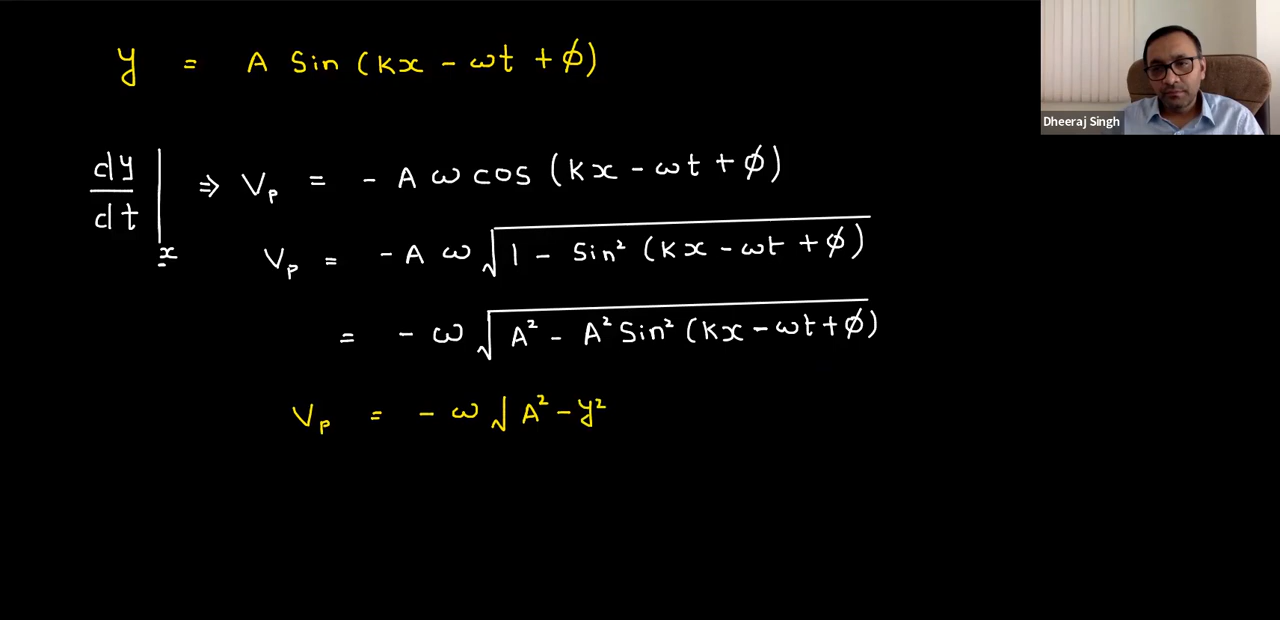 y = A Sin (kx - ωt + ϕ)
Dheeraj Singh
dy/dt |x ⇒ Vp = - A ω cos (kx - ωt + ϕ)
Vp = - A ω √1 - Sin² (kx - ωt + ϕ)
= - ω √A² - A² Sin² (kx - ωt + ϕ)
Vp = - ω √A² - y²